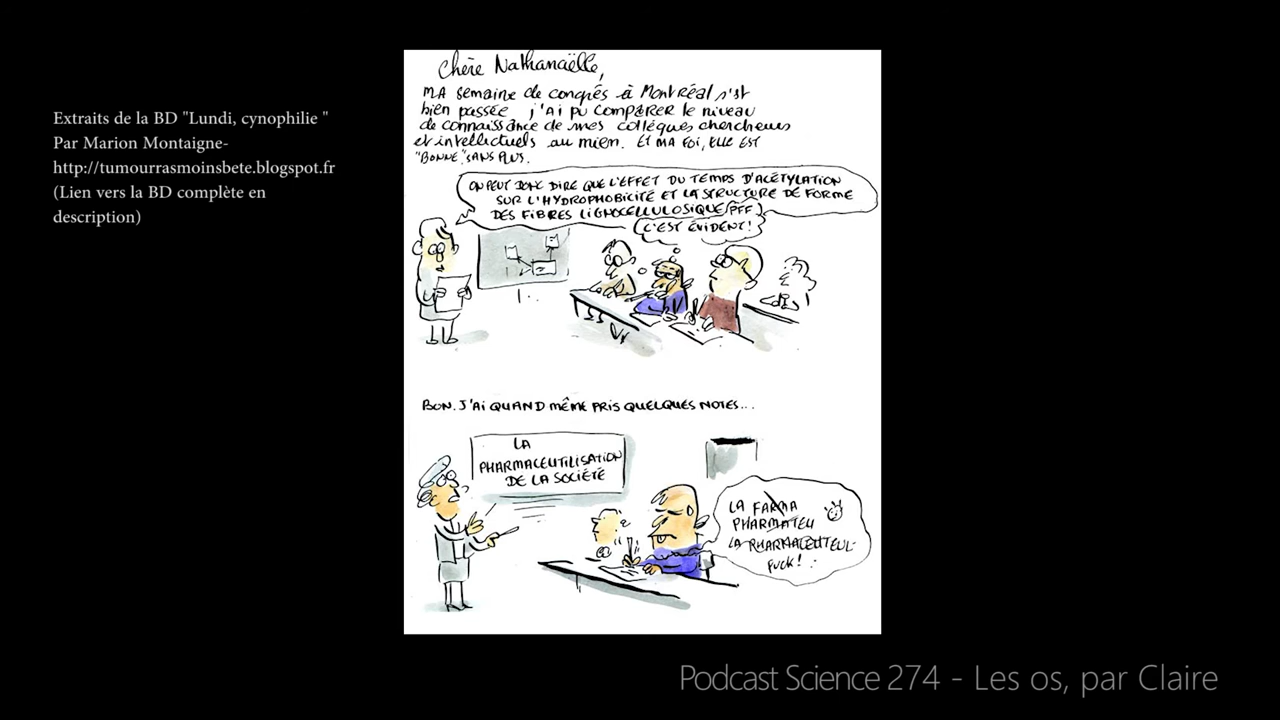 Extraits de la BD "Lundi, cynophilie "
Par Marion Montaigne-
http://tumourrasmoinsbete.blogspot.fr
(Lien vers la BD complète en
description)
Chère Nathanaëlle,
MA semaine de congrès à Montréal s'est
bien passée j'ai pu comparer le niveau
de connaissance de mes collègues chercheurs
et intellectuels au mien. ET MA FOI, ELLE EST
"BONNE" SANS PLUS.
ON PEUT DONC DIRE QUE L'EFFET DU TEMPS D'ACÉTYLATION
SUR L'HYDROPHOBICITÉ ET LA STRUCTURE DE FORME
DES FIBRES LIGNOCELLULOSIQUE (PFF)
C'EST ÉVIDENT!
BON. J'AI QUAND MÊME PRIS QUELQUES NOTES...
LA
PHARMACEUTILISATION
DE LA SOCIÉTÉ
LA FARMA
PHARMATEU
LA PHARMACEUTEUL-
FUCK!
Podcast Science 274 - Les os, par Claire